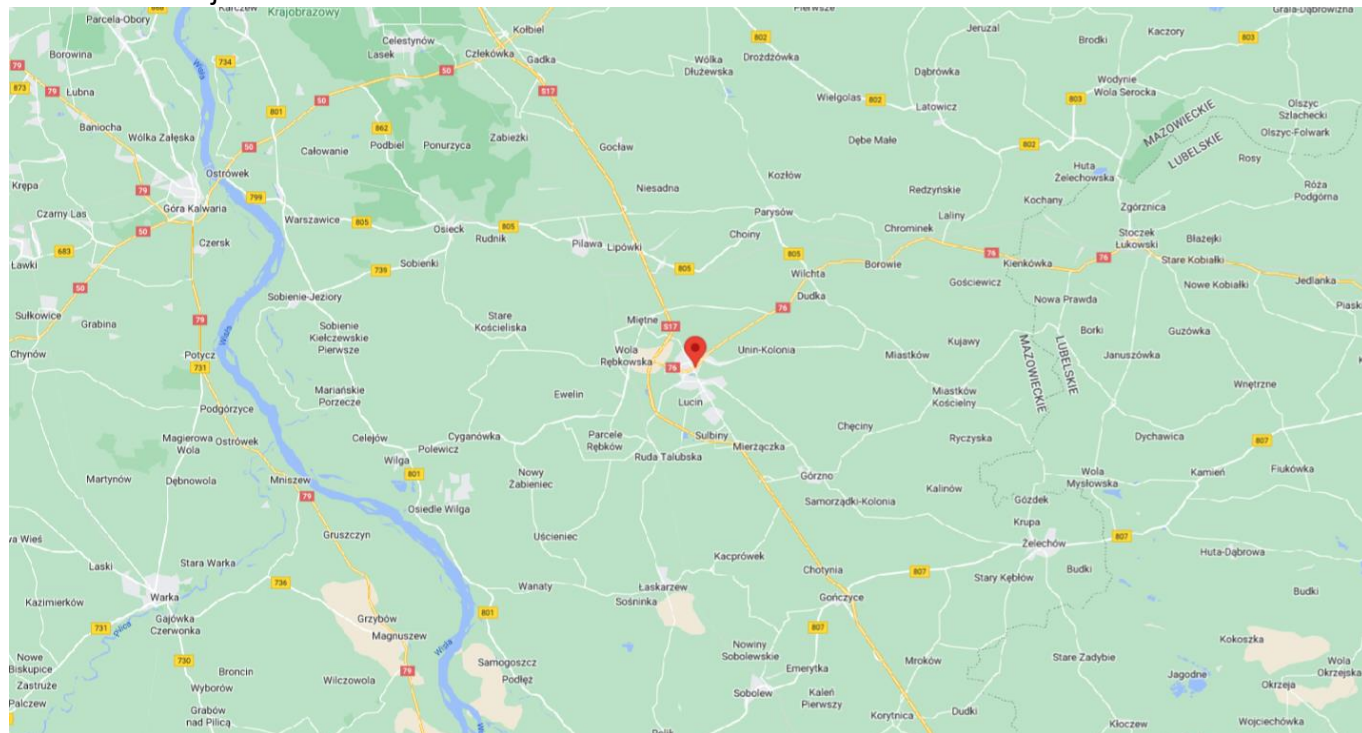 Parcela-Obory
868
Karczew
Krajobrazowy
Kołbiel
Pierwsze
Jeruzal
Kaczory
Grala-Dąbrowizna
Borowina
734
Celestynów
Lasek
Człekówka
Gadka
802
Wólka Dłużewska
Drożdżówka
Brodki
803
79
873
79
Łubna
Wisła
50
50
S17
Dąbrówka
Wodynie
Wola Serocka
803
Wielgolas
802
Latowicz
Olszyc Szlachecki
Olszyc-Folwark
Baniocha
Wólka Załęska
801
862
Podbiel
Ponurzyca
Zabieżki
Gocław
Dębe Małe
802
MAZOWIECKIE
LUBELSKIE
Rosy
50
Całowanie
Ostrówek
Huta Żelechowska
Krępa
79
799
Niesadna
Kozłów
Redzyńskie
Kochany
Róża Podgórna
Czarny Las
Góra Kalwaria
Warszawice
805
Osieck
805
Rudnik
Parysów
Laliny
Zgórznica
50
Czersk
Pilawa
Lipówki
Choiny
Chrominek
Stoczek Łukowski
Błażejki
683
Ławki
739
Sobienki
805
805
Wilchta
Borowie
76
Kienkówka
76
Stare Kobiałki
50
Sobienie-Jeziory
Dudka
Gościewicz
Nowe Kobiałki
Jedlanka
Sułkowice
Grabina
79
Wisła
Sobienie Kiełczewskie Pierwsze
Stare Kościeliska
Miętne
S17
76
Nowa Prawda
Borki
Guzówka
Chynów
Potycz
731
Wola Rębkowska
76
Unin-Kolonia
Miastków
Kujawy
MAZOWIECKIE
LUBELSKIE
Januszówka
Mariańskie Porzecze
Ewelin
Lucin
Miastków Kościelny
Wnętrzne
Podgórzyce
Magierowa Wola
Ostrówek
Celejów
Cyganówka
Polewicz
Parcele Rębków
Sulbiny
Mierzączka
Chęciny
Ryczyska
Dychawica
807
Wilga
801
Ruda Talubska
Martynów
Dębnowola
Mniszew
Nowy Żabieniec
Górzno
Wola Mysłowska
Kamień
Fiukówka
79
Osiedle Wilga
Samorządki-Kolonia
Kalinów
Gózdek
Krupa
Gruszczyn
Uścieniec
Żelechów
807
Laski
Stara Warka
Kacprówek
Chotynia
807
Stary Kębłów
Budki
Huta-Dąbrowa
Kazimierków
Warka
736
Wanaty
Łaskarzew
Sośninka
Gończyce
Budki
731
Pilica
Gajówka Czerwonka
Grzybów
Magnuszew
801
807
Kokoszka
Nowe Biskupice
730
Wisła
Nowiny Sobolewskie
Zastruże
Broncin
79
Samogoszcz
Emerytka
Mroków
Stare Zadybie
Wola Okrzejska
Palczew
Wyborów
Wilczowola
Podłęz
Sobolew
Kaleń Pierwszy
Jagodne
Okrzeja
Grabów nad Pilicą
Korytnica
Dudki
Kłoczew
Wojciechówka